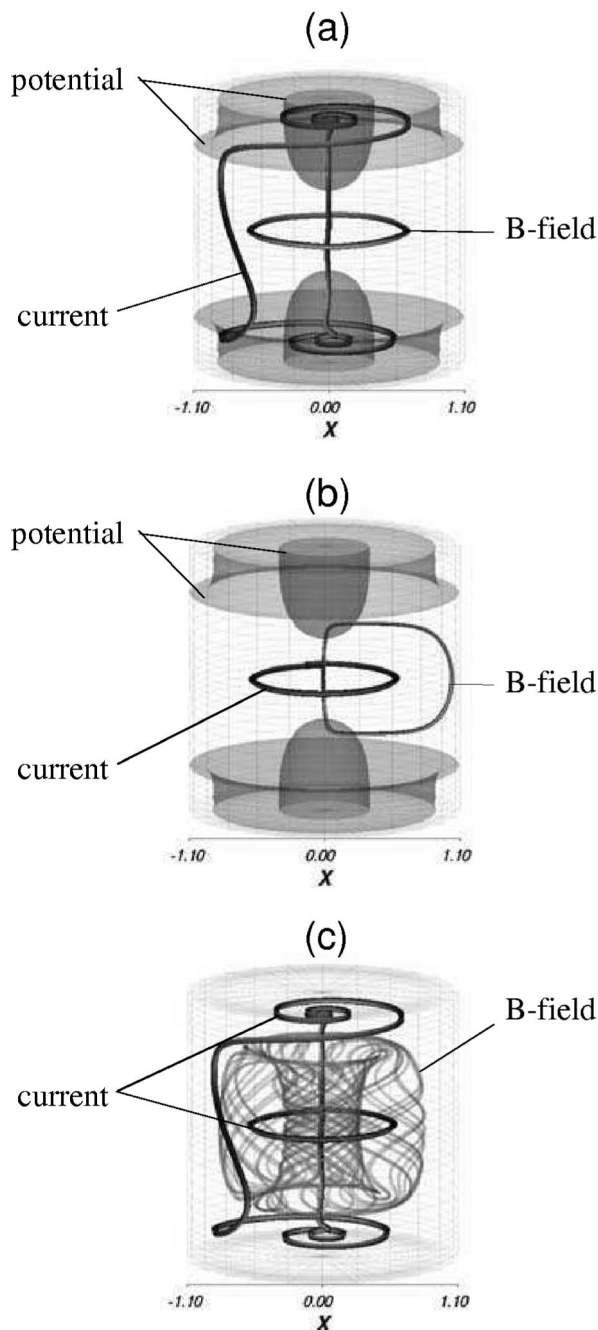 (a)
potential
B-field
current
-1.10 0.00 1.10
X
(b)
potential
B-field
current
-1.10 0.00 1.10
X
(c)
B-field
current
-1.10 0.00 1.10
X